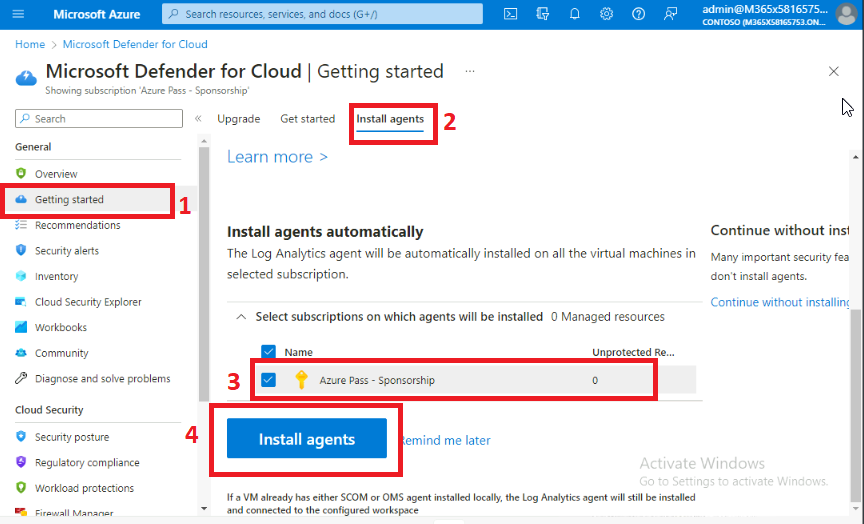 Microsoft Azure
Search resources, services, and docs (G+/)
admin@M365x5816575...
CONTOSO (M365X58165753.ON...
Home > Microsoft Defender for Cloud
Microsoft Defender for Cloud | Getting started ...
Showing subscription 'Azure Pass - Sponsorship'
Search
« Upgrade Get started Install agents 2
General
Overview
Getting started 1
Recommendations
Security alerts
Inventory
Cloud Security Explorer
Workbooks
Community
Diagnose and solve problems
Cloud Security
Security posture
Regulatory compliance
Workload protections
Firewall Manager
Learn more >
Install agents automatically
The Log Analytics agent will be automatically installed on all the virtual machines in
selected subscription.
Select subscriptions on which agents will be installed 0 Managed resources
Name Unprotected Re...
3 Azure Pass - Sponsorship 0
4 Install agents
Remind me later
If a VM already has either SCOM or OMS agent installed locally, the Log Analytics agent will still be installed
and connected to the configured workspace
Continue without inst
Many important security fea
don't install agents.
Continue without installing
Activate Windows
Go to Settings to activate Windows.